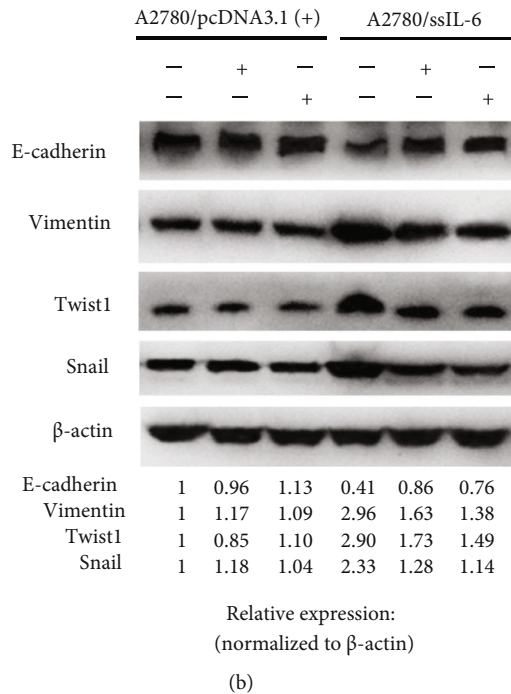 A2780/pcDNA3.1 (+) A2780/ssIL-6
– + – – + –
– – + – – +
E-cadherin
Vimentin
Twist1
Snail
β-actin
E-cadherin 1 0.96 1.13 0.41 0.86 0.76
Vimentin 1 1.17 1.09 2.96 1.63 1.38
Twist1 1 0.85 1.10 2.90 1.73 1.49
Snail 1 1.18 1.04 2.33 1.28 1.14
Relative expression:
(normalized to β-actin)
(b)